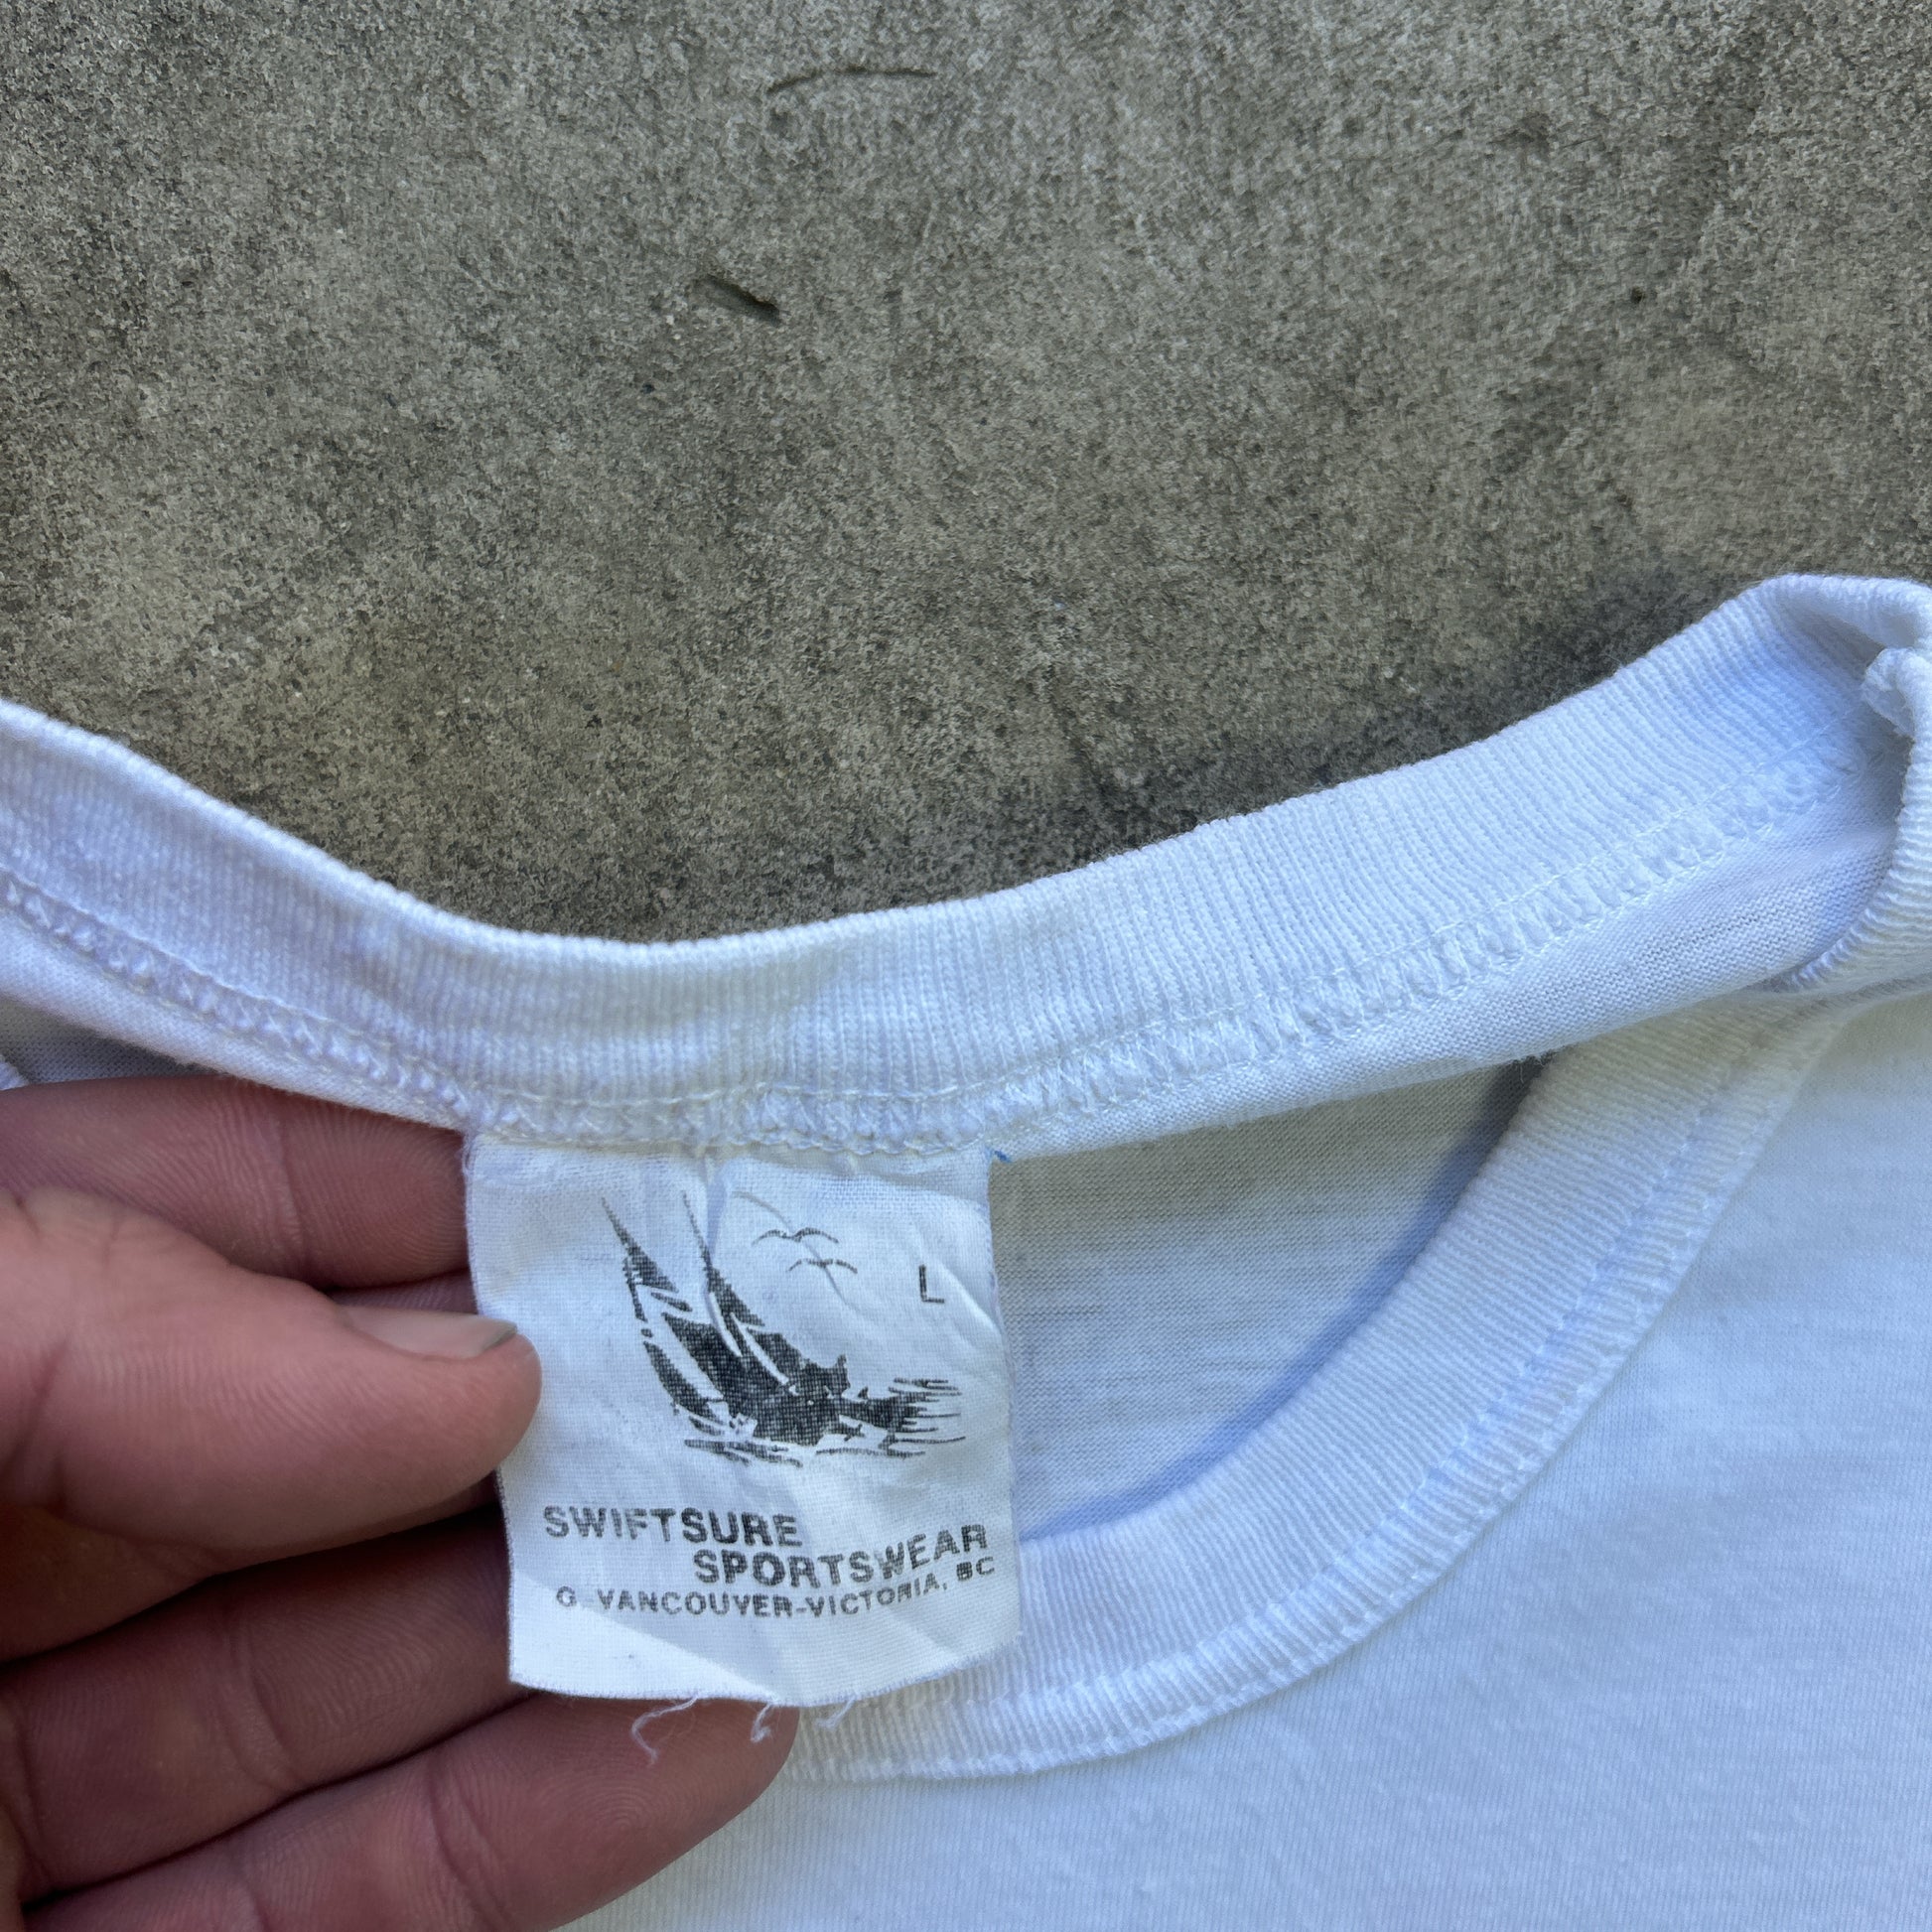 L
SWIFTSURE
SPORTSWEAR
G. VANCOUVER-VICTORIA, BC